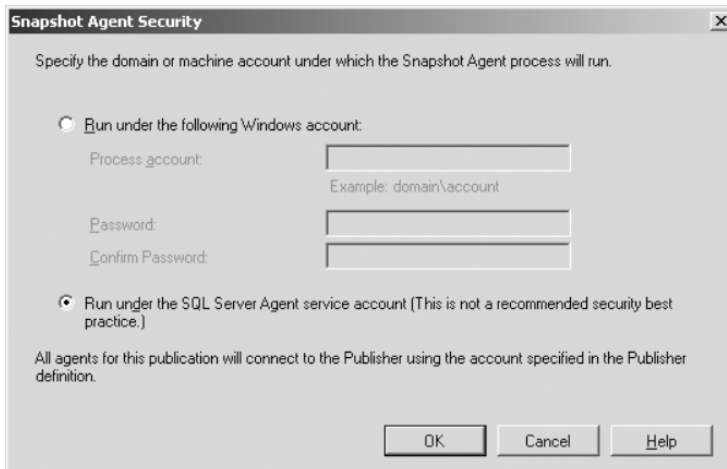 Snapshot Agent Security
Specify the domain or machine account under which the Snapshot Agent process will run.
Run under the following Windows account:
Process account:
Example: domain\account
Password:
Confirm Password:
Run under the SQL Server Agent service account (This is not a recommended security best
practice.)
All agents for this publication will connect to the Publisher using the account specified in the Publisher
definition.
OK Cancel Help